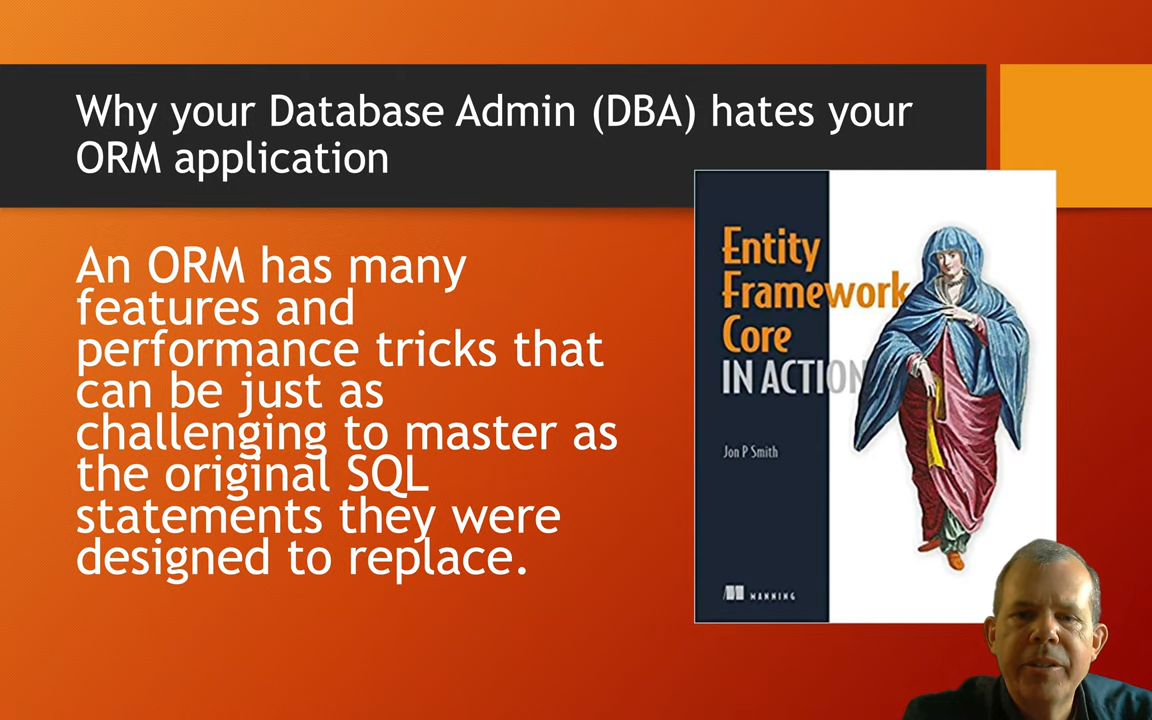 Why your Database Admin (DBA) hates your
ORM application
An ORM has many
features and
performance tricks that
can be just as
challenging to master as
the original SQL
statements they were
designed to replace.
Entity
Framework
Core
IN ACTION
Jon P Smith
MANNING